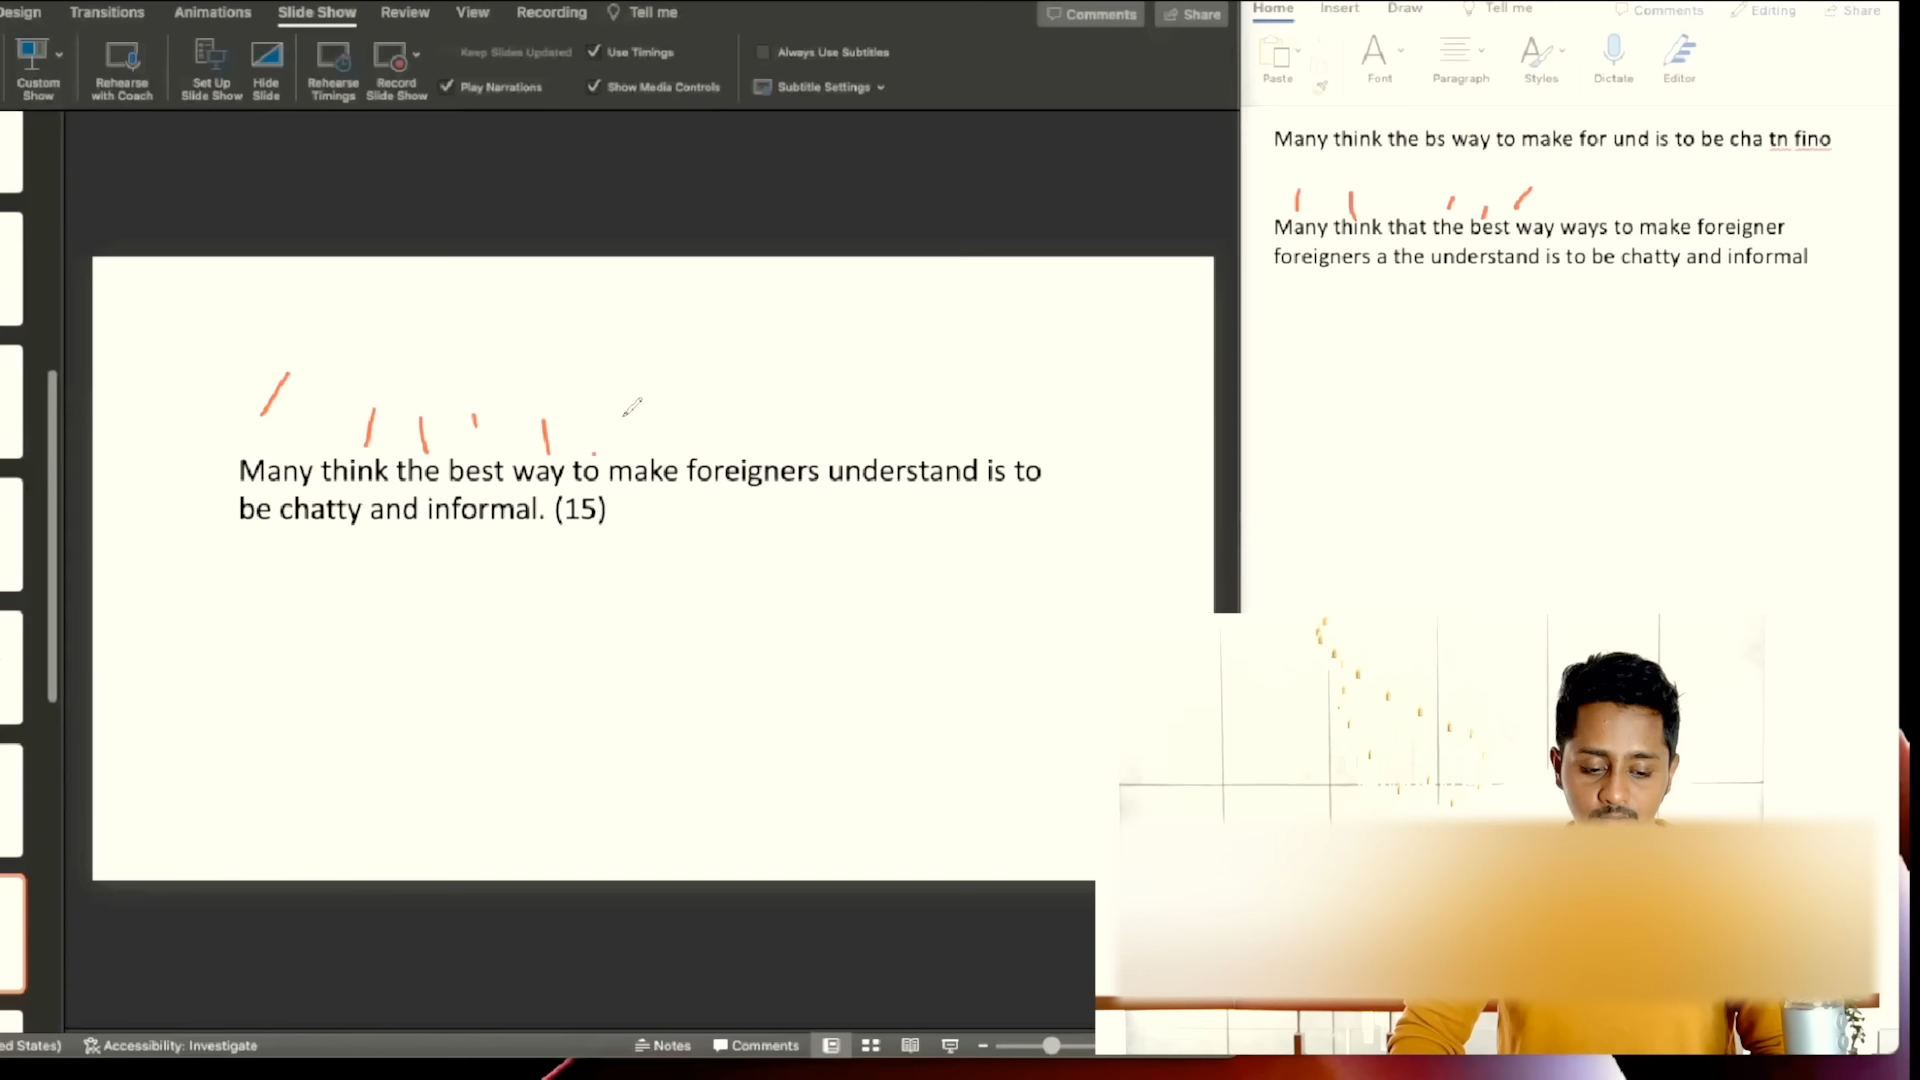 Design Transitions Animations Slide Show Review View Recording Tell me Comments Share
Custom Show
Rehearse with Coach
Set Up Slide Show
Hide Slide
Rehearse Timings
Record Slide Show
Keep Slides Updated
Use Timings
Play Narrations
Show Media Controls
Always Use Subtitles
Subtitle Settings
Home Insert Draw Tell me Comments Editing Share
Paste Font Paragraph Styles Dictate Editor
Many think the best way to make foreigners understand is to
be chatty and informal. (15)
Many think the bs way to make for und is to be cha tn fino
Many think that the best way ways to make foreigner
foreigners a the understand is to be chatty and informal
ed States) Accessibility: Investigate Notes Comments